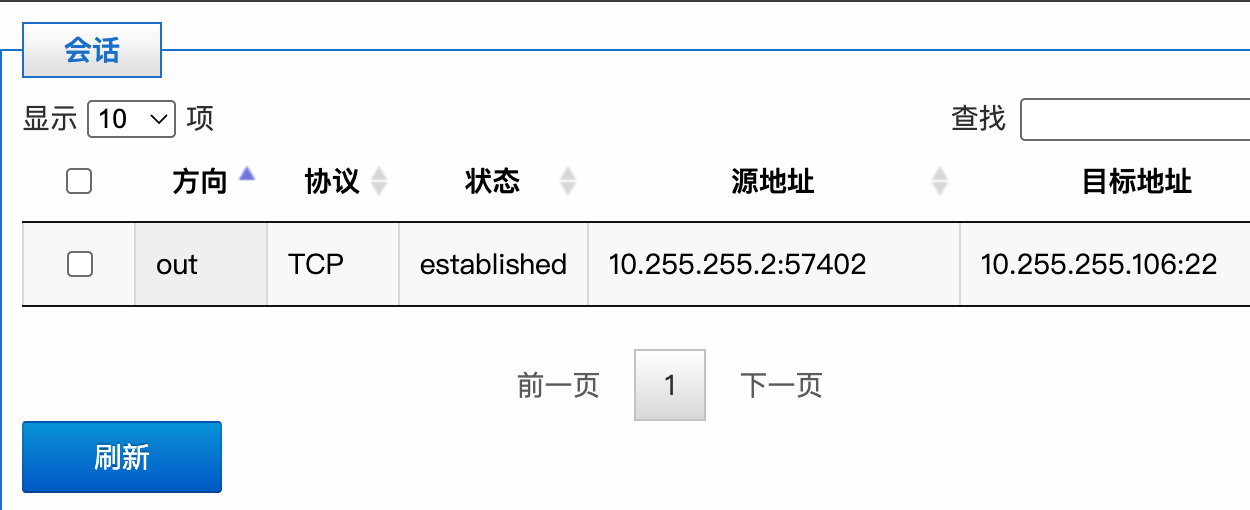 会话
显示 10 项 查找
方向 协议 状态 源地址 目标地址
out TCP established 10.255.255.2:57402 10.255.255.106:22
前一页 1 下一页
刷新